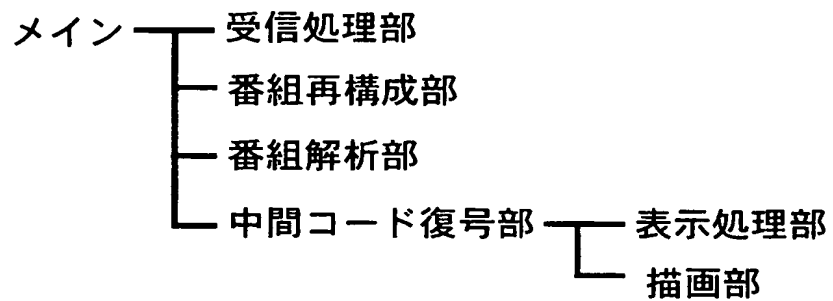 メイン 受信処理部
番組再構成部
番組解析部
中間コード復号部 表示処理部
描画部